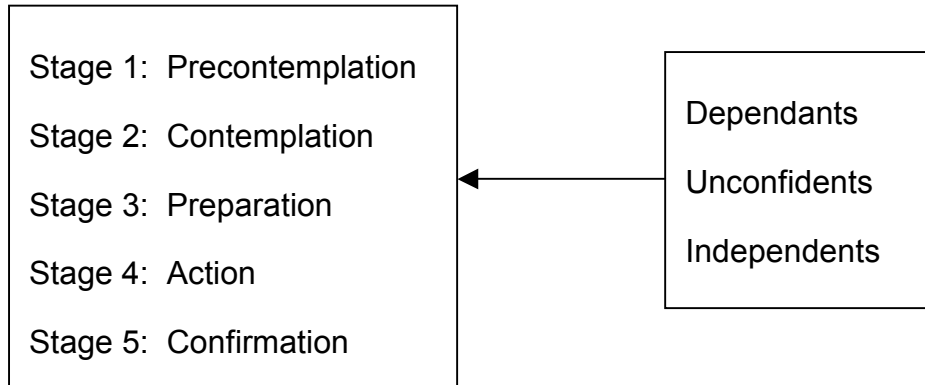 Stage 1: Precontemplation
Stage 2: Contemplation
Stage 3: Preparation
Stage 4: Action
Stage 5: Confirmation
Dependants
Unconfidents
Independents